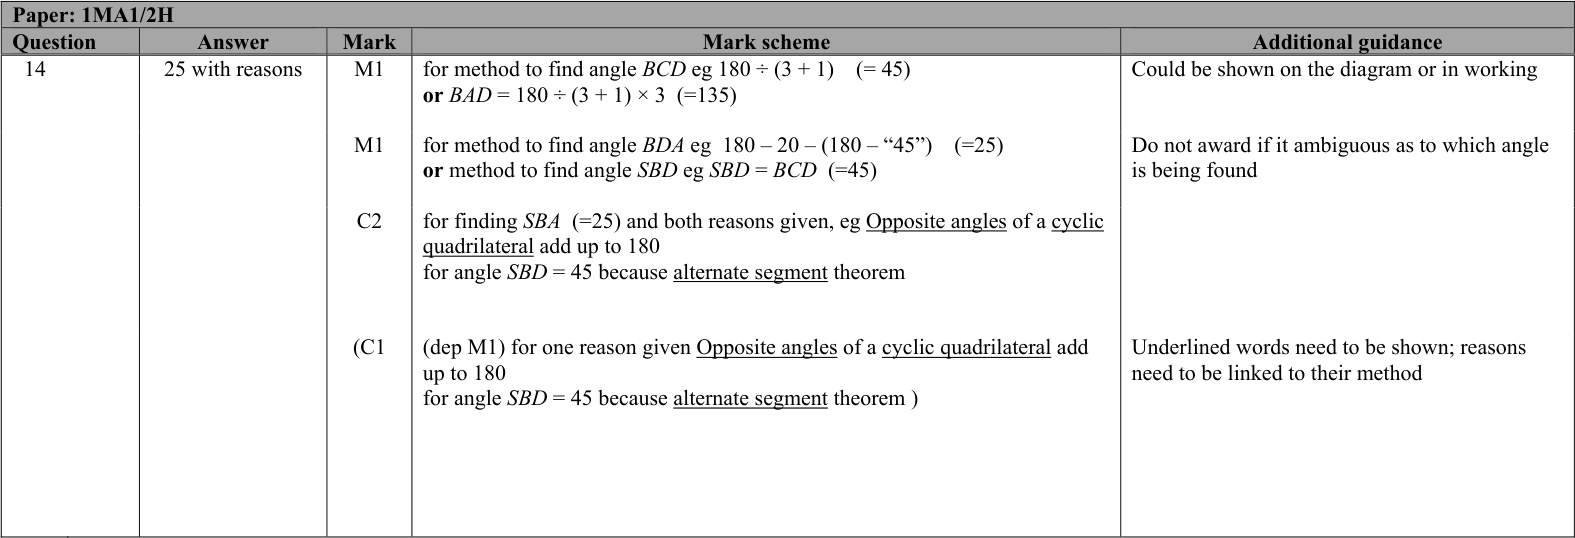 Paper: 1MA1/2H
Question Answer Mark Mark scheme Additional guidance
14 25 with reasons M1 for method to find angle BCD eg 180 ÷ (3 + 1) (= 45) Could be shown on the diagram or in working
or BAD = 180 ÷ (3 + 1) × 3 (=135)
M1 for method to find angle BDA eg 180 – 20 – (180 – “45”) (=25) Do not award if it ambiguous as to which angle
or method to find angle SBD eg SBD = BCD (=45) is being found
C2 for finding SBA (=25) and both reasons given, eg Opposite angles of a cyclic
quadrilateral add up to 180
for angle SBD = 45 because alternate segment theorem
(C1 (dep M1) for one reason given Opposite angles of a cyclic quadrilateral add Underlined words need to be shown; reasons
up to 180 need to be linked to their method
for angle SBD = 45 because alternate segment theorem )